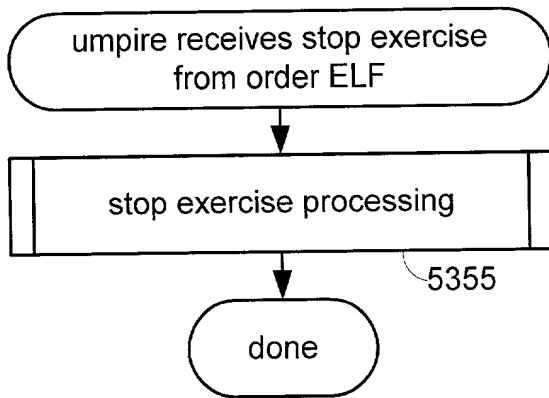 umpire receives stop exercise
from order ELF
stop exercise processing
5355
done